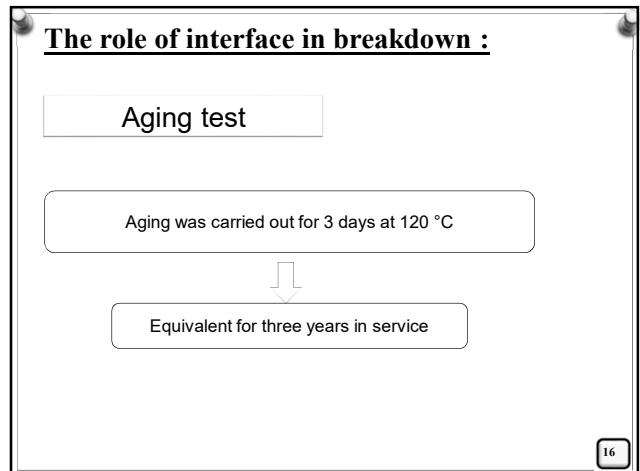 The role of interface in breakdown :
Aging test
Aging was carried out for 3 days at 120 °C
Equivalent for three years in service
16